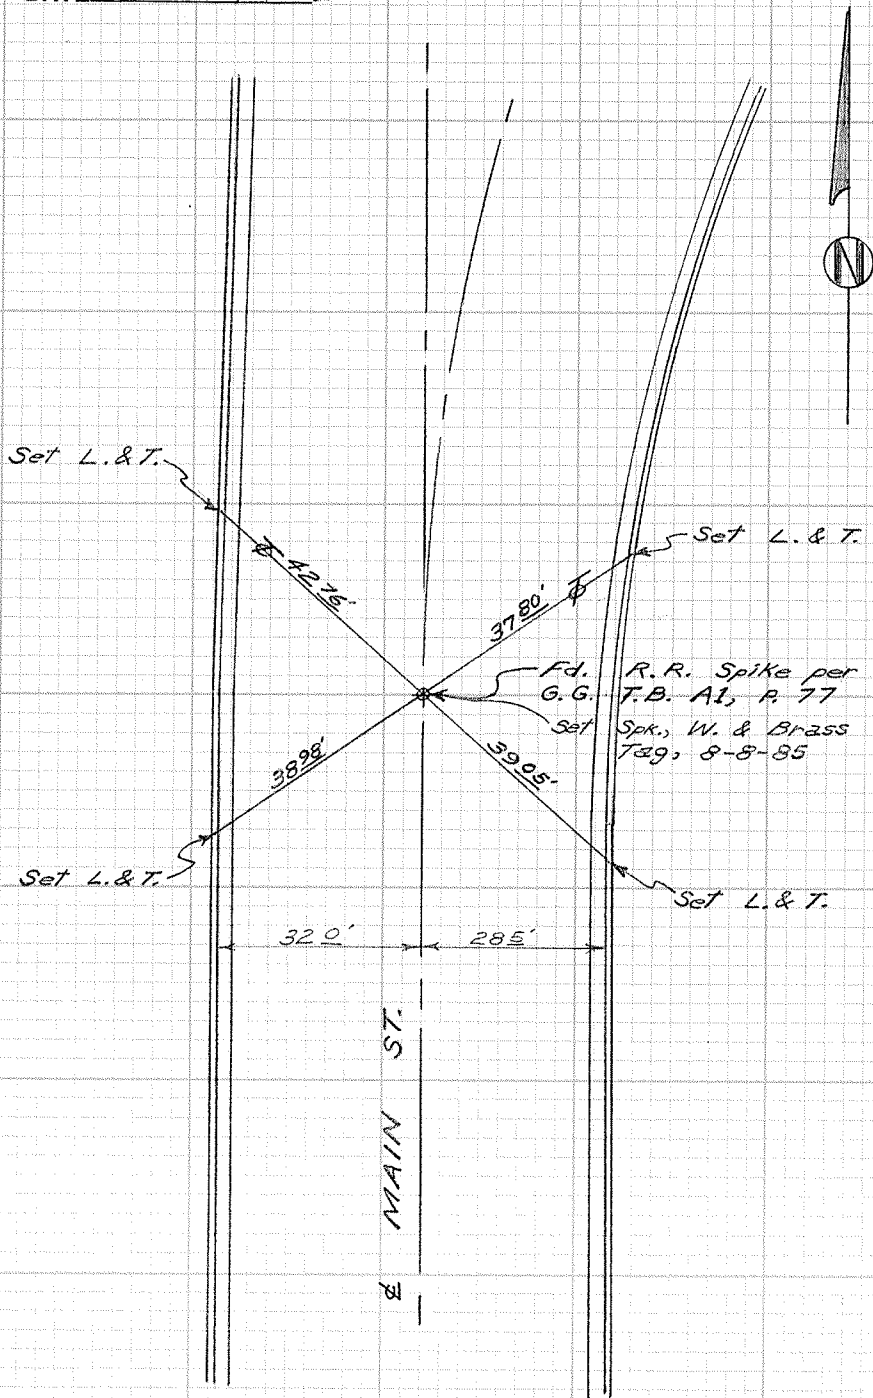 N
Set L. & T.
42.76'
37.80'
Set L. & T.
Fd. R.R. Spike per
G.G. T.B. A1, P. 77
Set Spk., W. & Brass
Tag, 8-8-85
38.98'
39.05'
Set L. & T.
Set L. & T.
32.0'
28.5'
℄ MAIN ST.